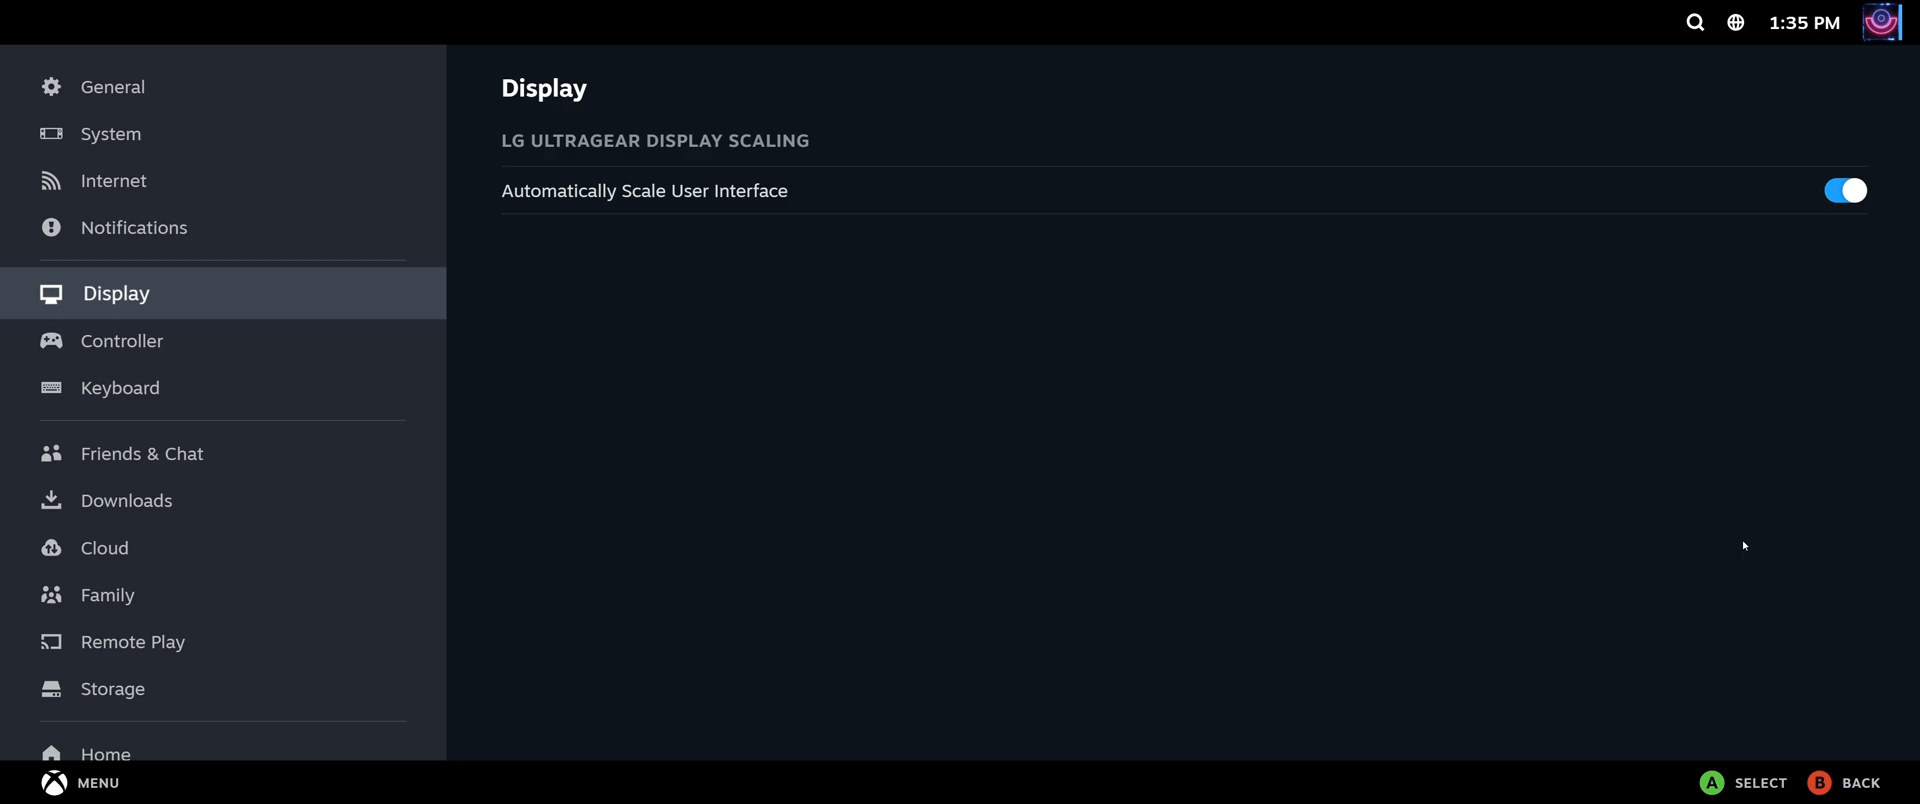 1:35 PM
General
System
Internet
Notifications
Display
Controller
Keyboard
Friends & Chat
Downloads
Cloud
Family
Remote Play
Storage
Home
Display
LG ULTRAGEAR DISPLAY SCALING
Automatically Scale User Interface
MENU
A SELECT B BACK